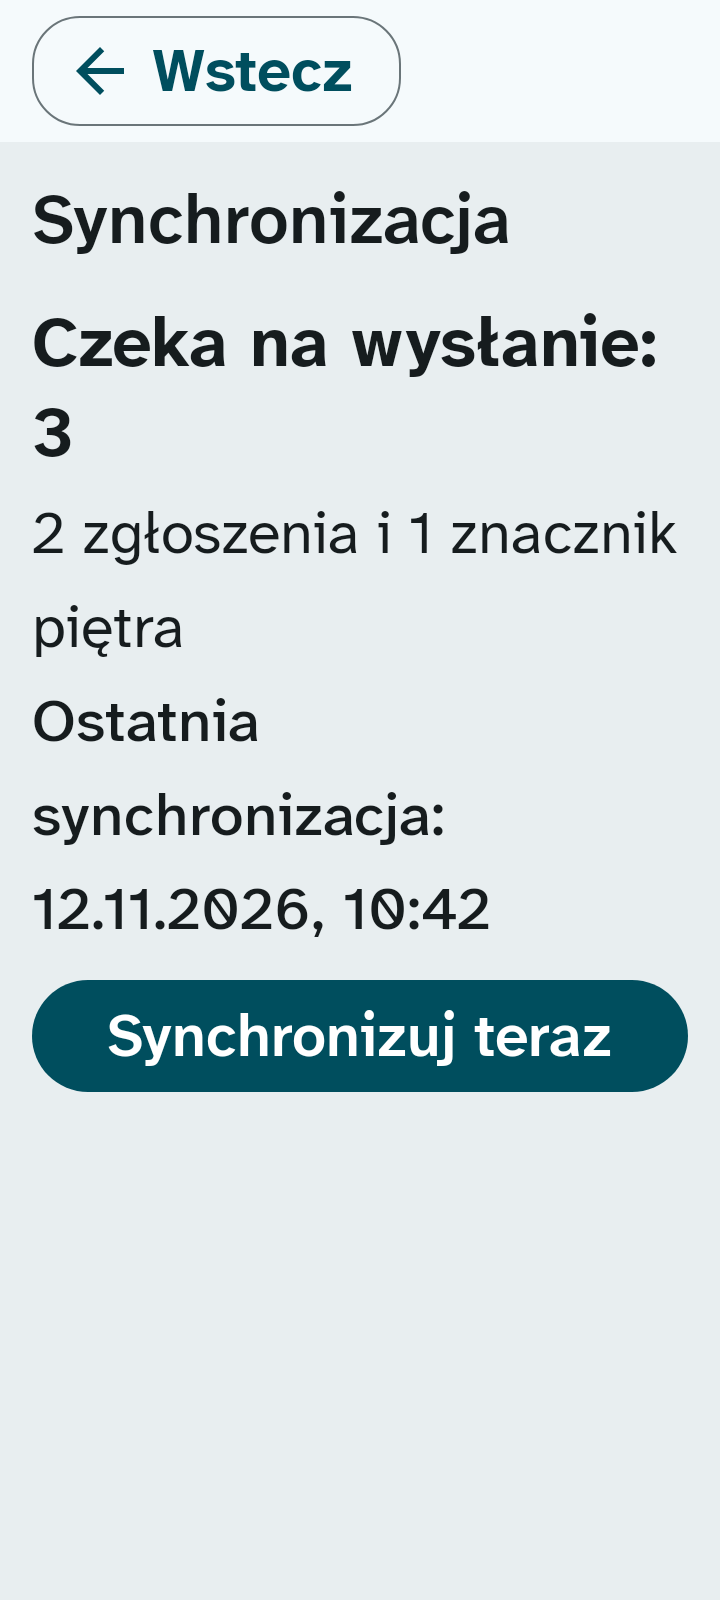 Wstecz
Synchronizacja
Czeka na wysłanie:
3
2 zgłoszenia i 1 znacznik
piętra
Ostatnia
synchronizacja:
12.11.2026, 10:42
Synchronizuj teraz